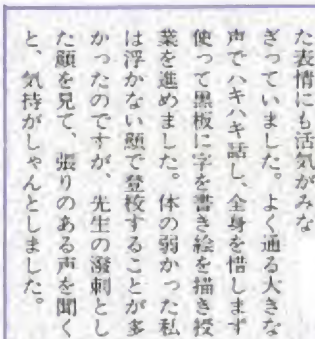 た表情にも活気がみな
ぎっていました。よく通る大きな
声でハキハキ話し、全身を惜しまず
使って黒板に字を書き絵を描き授
業を進めました。体の弱かった私
は浮かない顔で登校することが多
かったのですが、先生の溌剌とし
た顔を見て、張りのある声を聞く
と、気持がしゃんとしました。